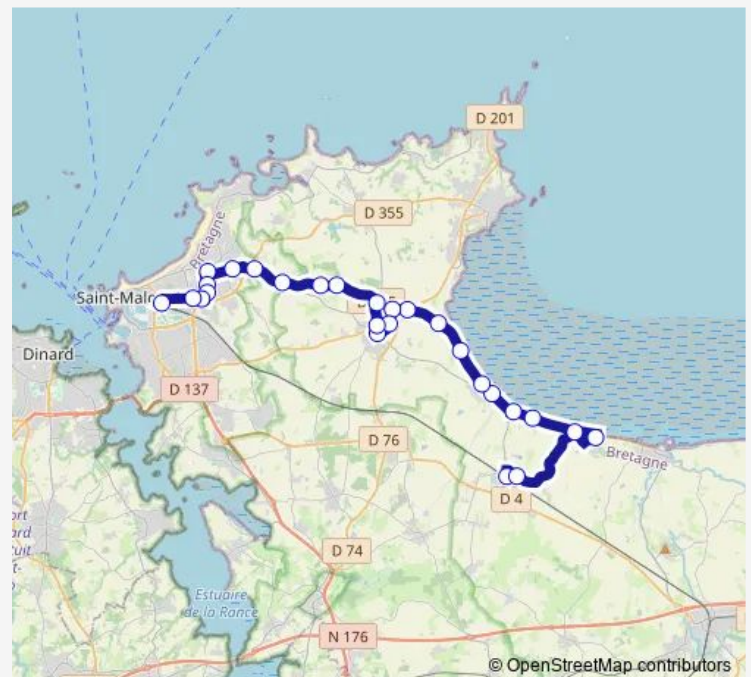 D 201
D 355
Bretagne
Saint-Malo
Dinard
D 137
D 76
Bretagne
D 4
D 74
Estuaire
de la Rance
N 176
© OpenStreetMap contributors